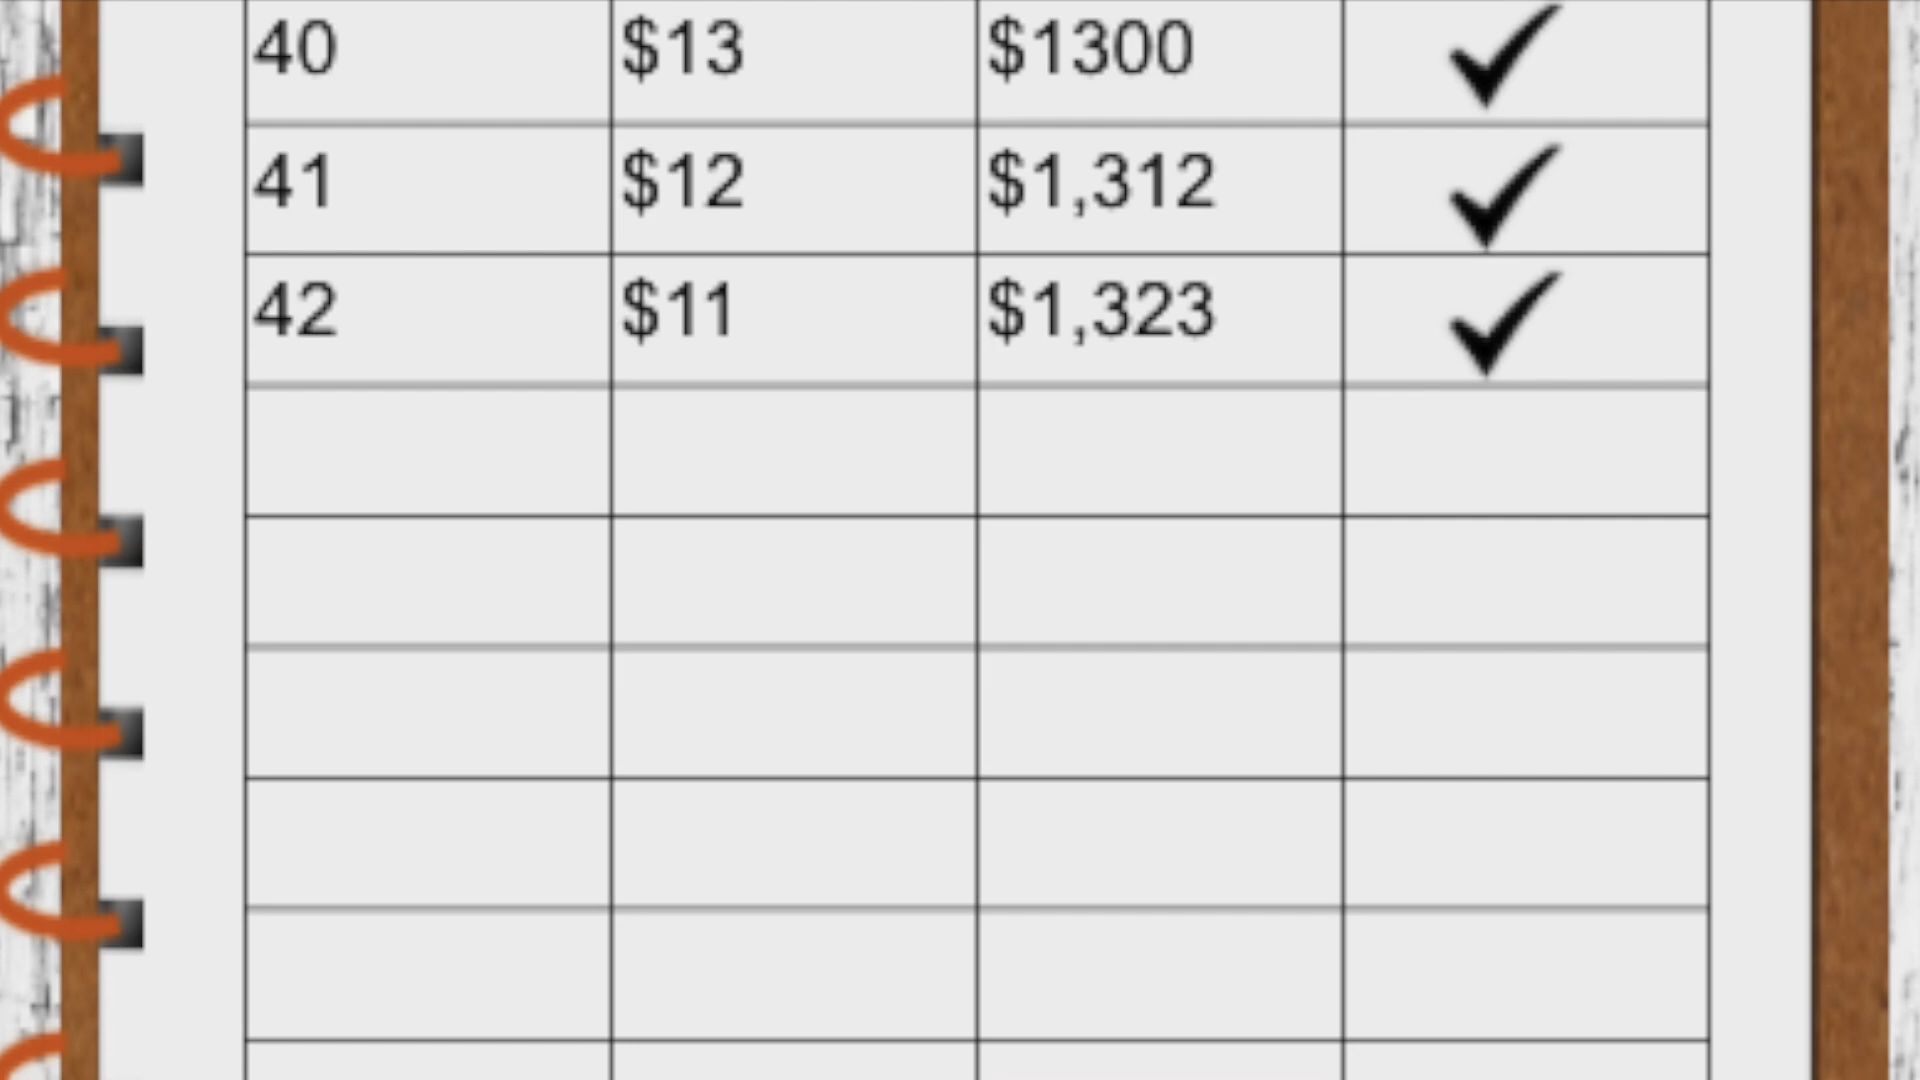 40 $13 $1300 ✓
41 $12 $1,312 ✓
42 $11 $1,323 ✓